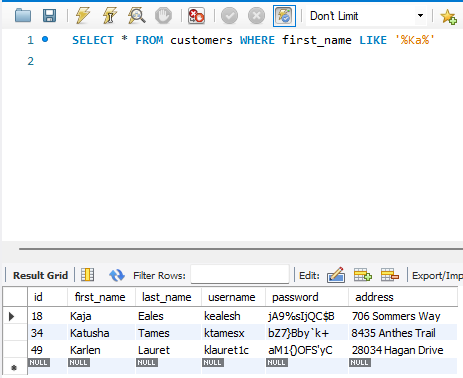 Don't Limit
1 SELECT * FROM customers WHERE first_name LIKE '%Ka%'
2
Result Grid Filter Rows: Edit: Export/Imp
id first_name last_name username password address
18 Kaja Eales kealesh jA9%sIjQC$B 706 Sommers Way
34 Katusha Tames ktamesx bZ7}Bby`k+ 8435 Anthes Trail
49 Karlen Lauret klauret1c aM1{)OFS'yC 28034 Hagan Drive
NULL NULL NULL NULL NULL NULL